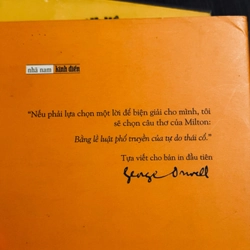 nhã nam kinh điển
“Nếu phải lựa chọn một lời để biện giải cho mình, tôi
sẽ chọn câu thơ của Milton:
Bằng lề luật phổ truyền của tự do thái cổ.”
Tựa viết cho bản in đầu tiên
George Orwell